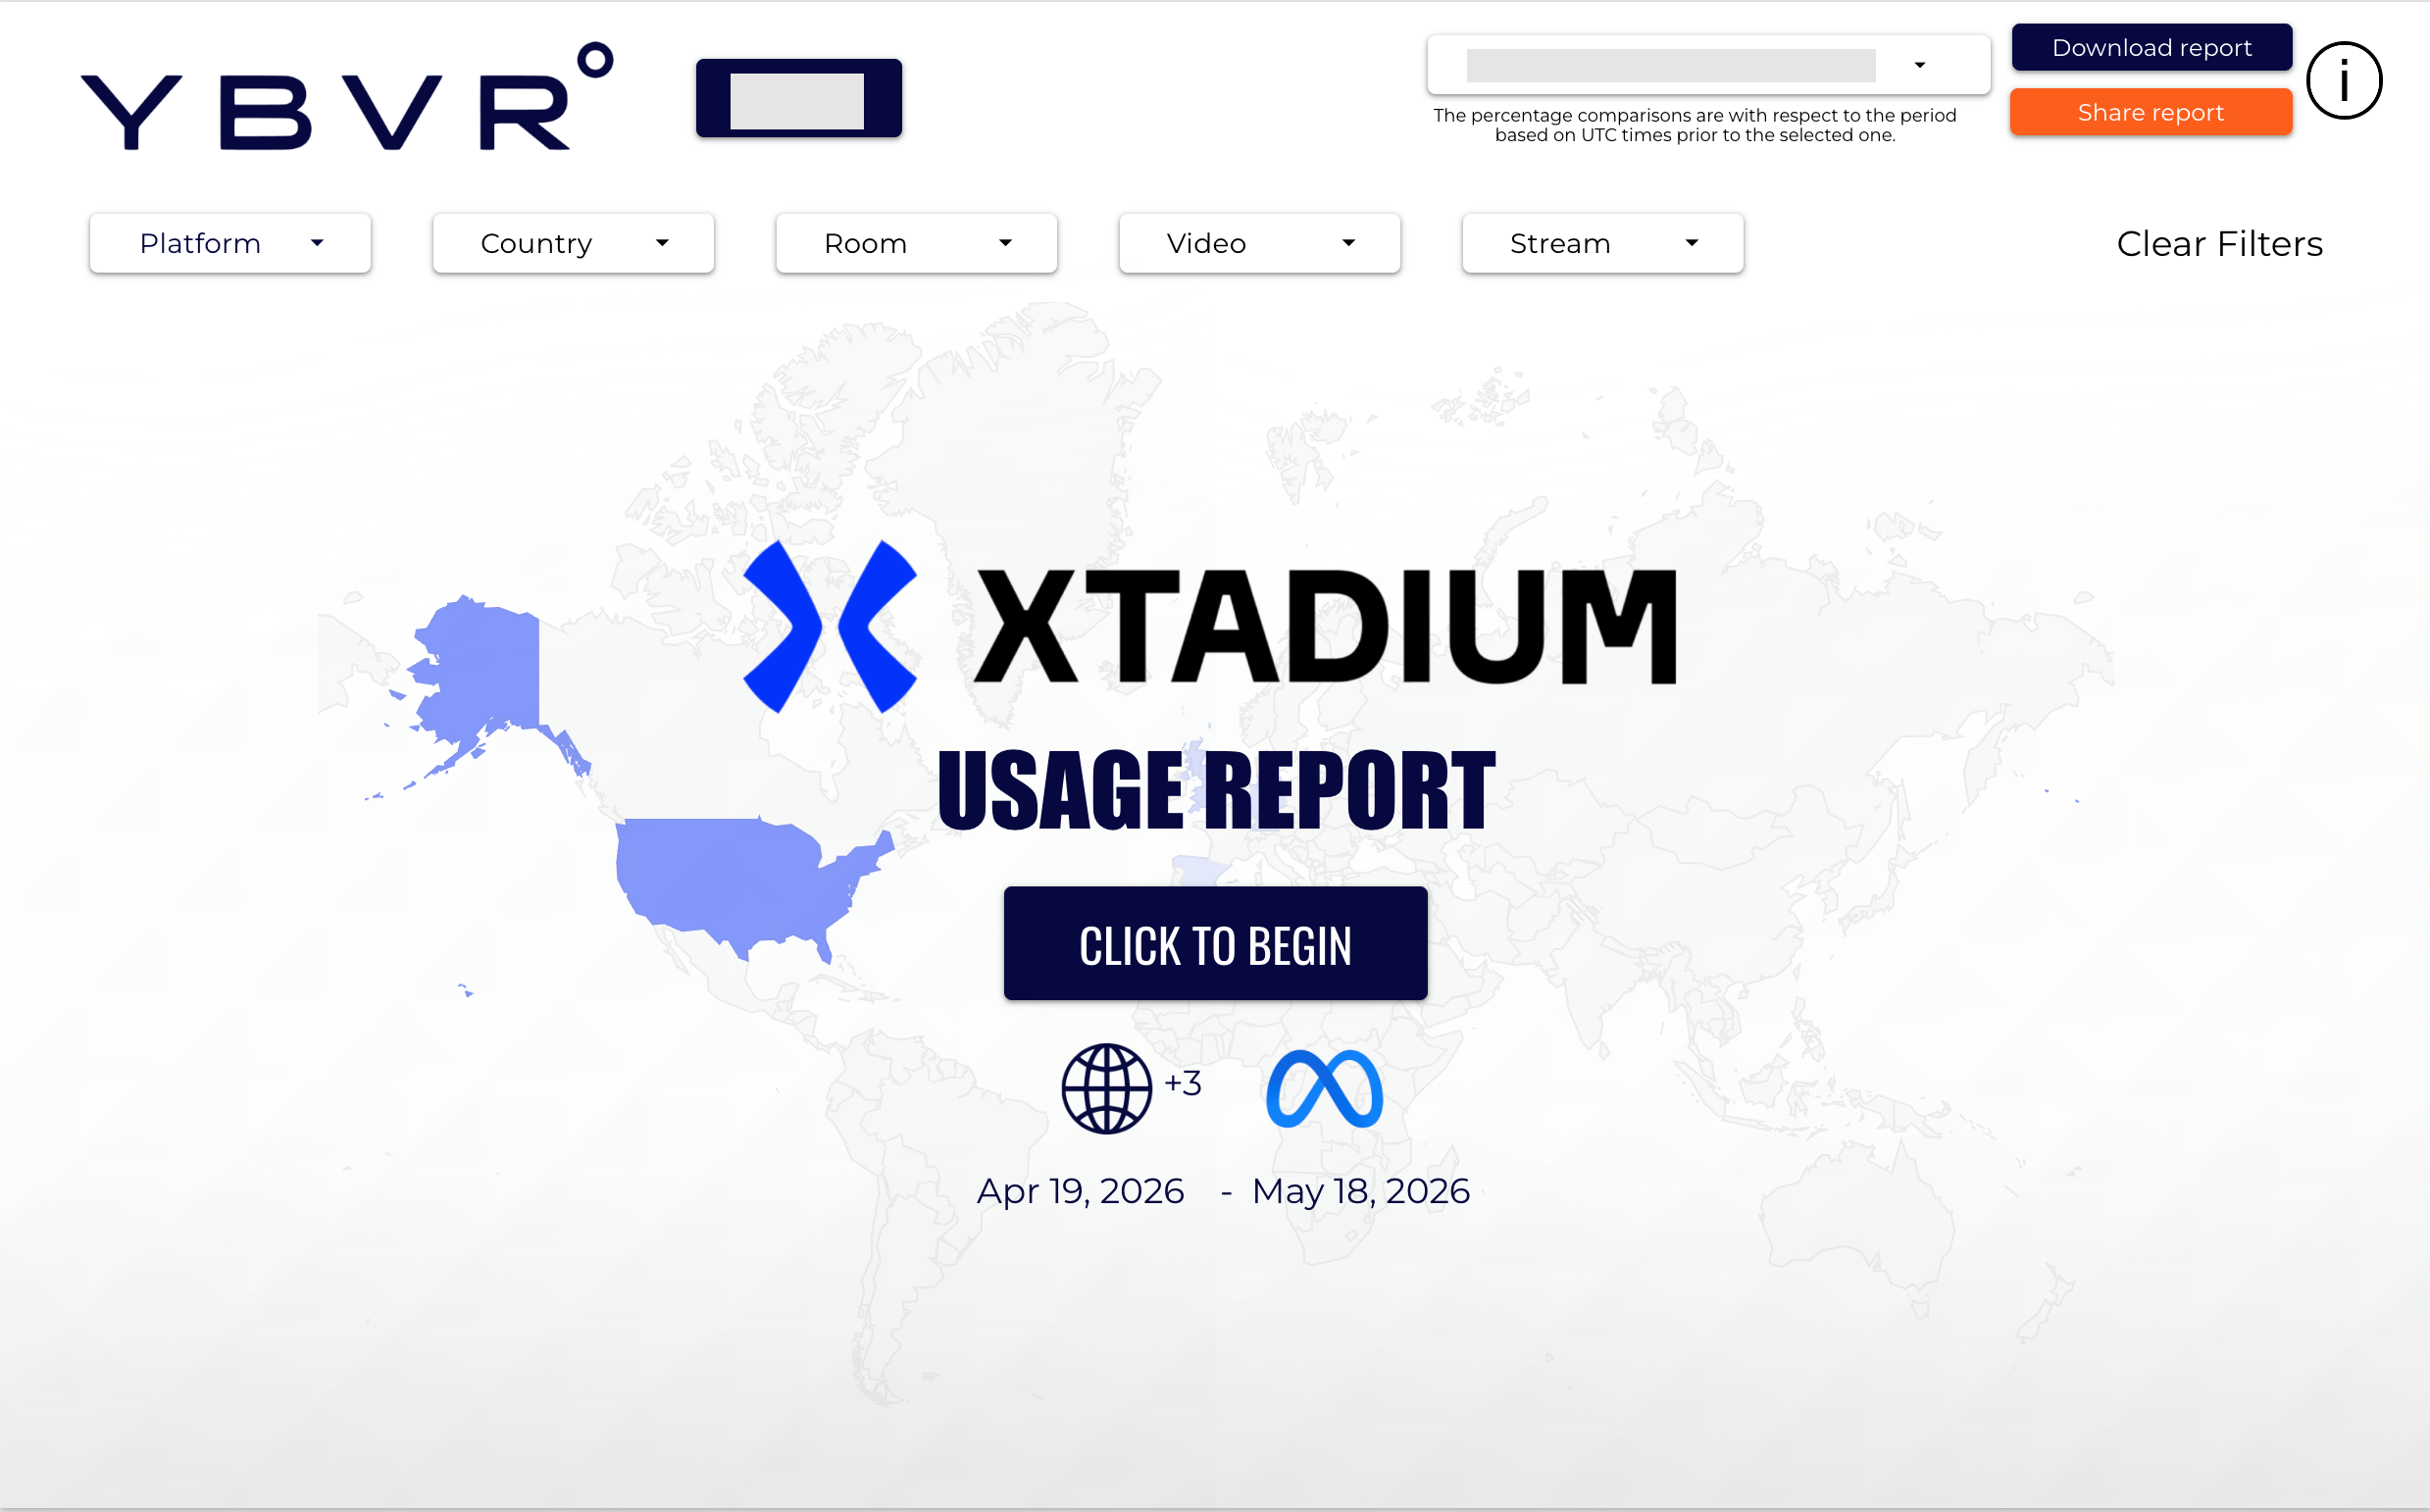 YBVR
Download report
Share report
i
The percentage comparisons are with respect to the period
based on UTC times prior to the selected one.
Platform
Country
Room
Video
Stream
Clear Filters
XTADIUM
USAGE REPORT
CLICK TO BEGIN
+3
Apr 19, 2026 - May 18, 2026